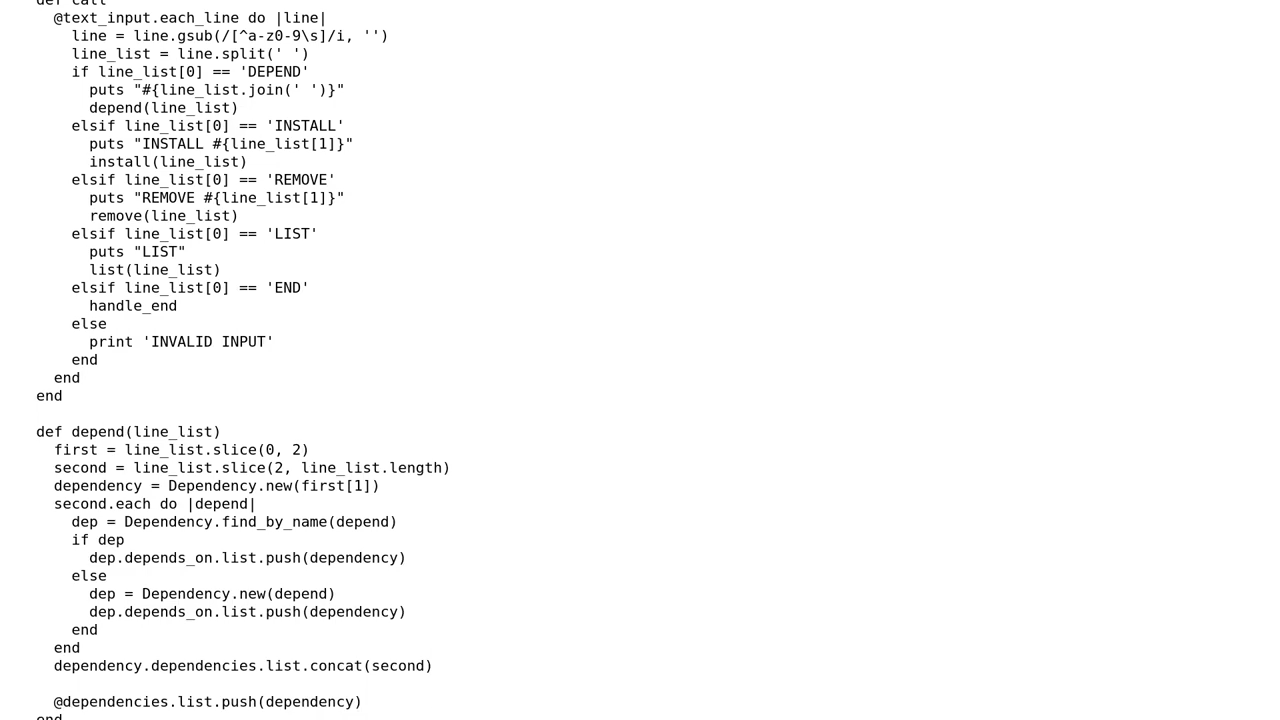 def call
@text_input.each_line do |line|
line = line.gsub(/[^a-z0-9\s]/i, '')
line_list = line.split(' ')
if line_list[0] == 'DEPEND'
puts "#{line_list.join(' ')}"
depend(line_list)
elsif line_list[0] == 'INSTALL'
puts "INSTALL #{line_list[1]}"
install(line_list)
elsif line_list[0] == 'REMOVE'
puts "REMOVE #{line_list[1]}"
remove(line_list)
elsif line_list[0] == 'LIST'
puts "LIST"
list(line_list)
elsif line_list[0] == 'END'
handle_end
else
print 'INVALID INPUT'
end
end
end

def depend(line_list)
first = line_list.slice(0, 2)
second = line_list.slice(2, line_list.length)
dependency = Dependency.new(first[1])
second.each do |depend|
dep = Dependency.find_by_name(depend)
if dep
dep.depends_on.list.push(dependency)
else
dep = Dependency.new(depend)
dep.depends_on.list.push(dependency)
end
end
dependency.dependencies.list.concat(second)

@dependencies.list.push(dependency)
end